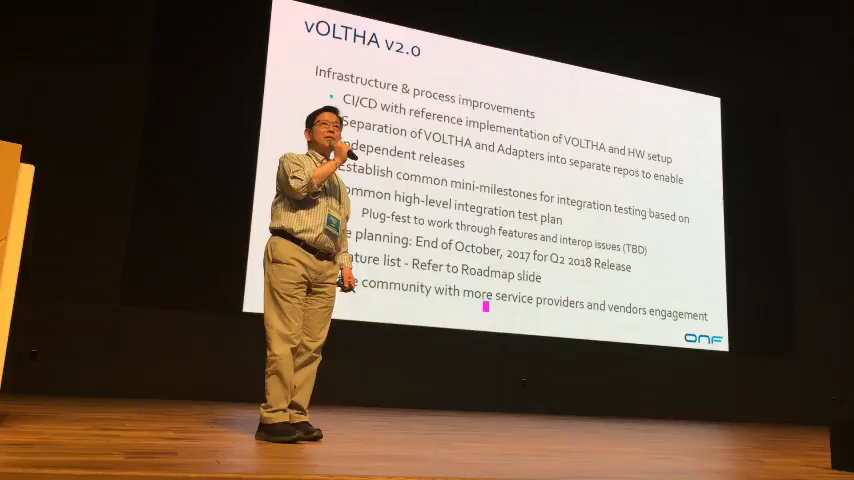 vOLTHA v2.0
Infrastructure & process improvements
CI/CD with reference implementation of VOLTHA and HW setup
Separation of VOLTHA and Adapters into separate repos to enable
releases
Establish common mini-milestones for integration testing based on
high-level integration test plan
Plug-fest to work through features and interop issues (TBD)
planning: End of October, 2017 for Q2 2018 Release
list - Refer to Roadmap slide
community with more service providers and vendors engagement
ONF